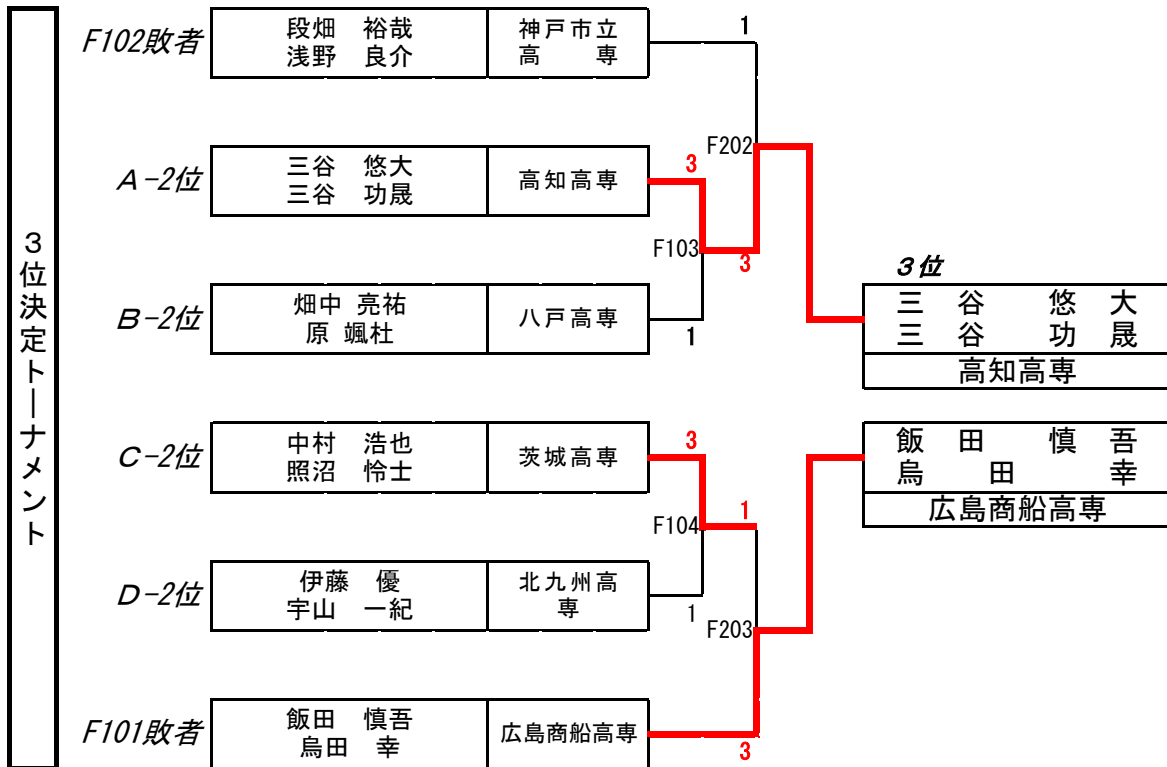 3位決定トーナメント
F102敗者
段畑 裕哉
浅野 良介
神戸市立
高 専
1
F202
A-2位
三谷 悠大
三谷 功晟
高知高専
3
F103
3
B-2位
畑中 亮祐
原 颯杜
八戸高専
1
3位
三谷 悠大
三谷 功晟
高知高専
C-2位
中村 浩也
照沼 怜士
茨城高専
3
F104
1
飯田 慎吾
鳥田 幸
広島商船高専
D-2位
伊藤 優
宇山 一紀
北九州高
専
1
F203
F101敗者
飯田 慎吾
鳥田 幸
広島商船高専
3